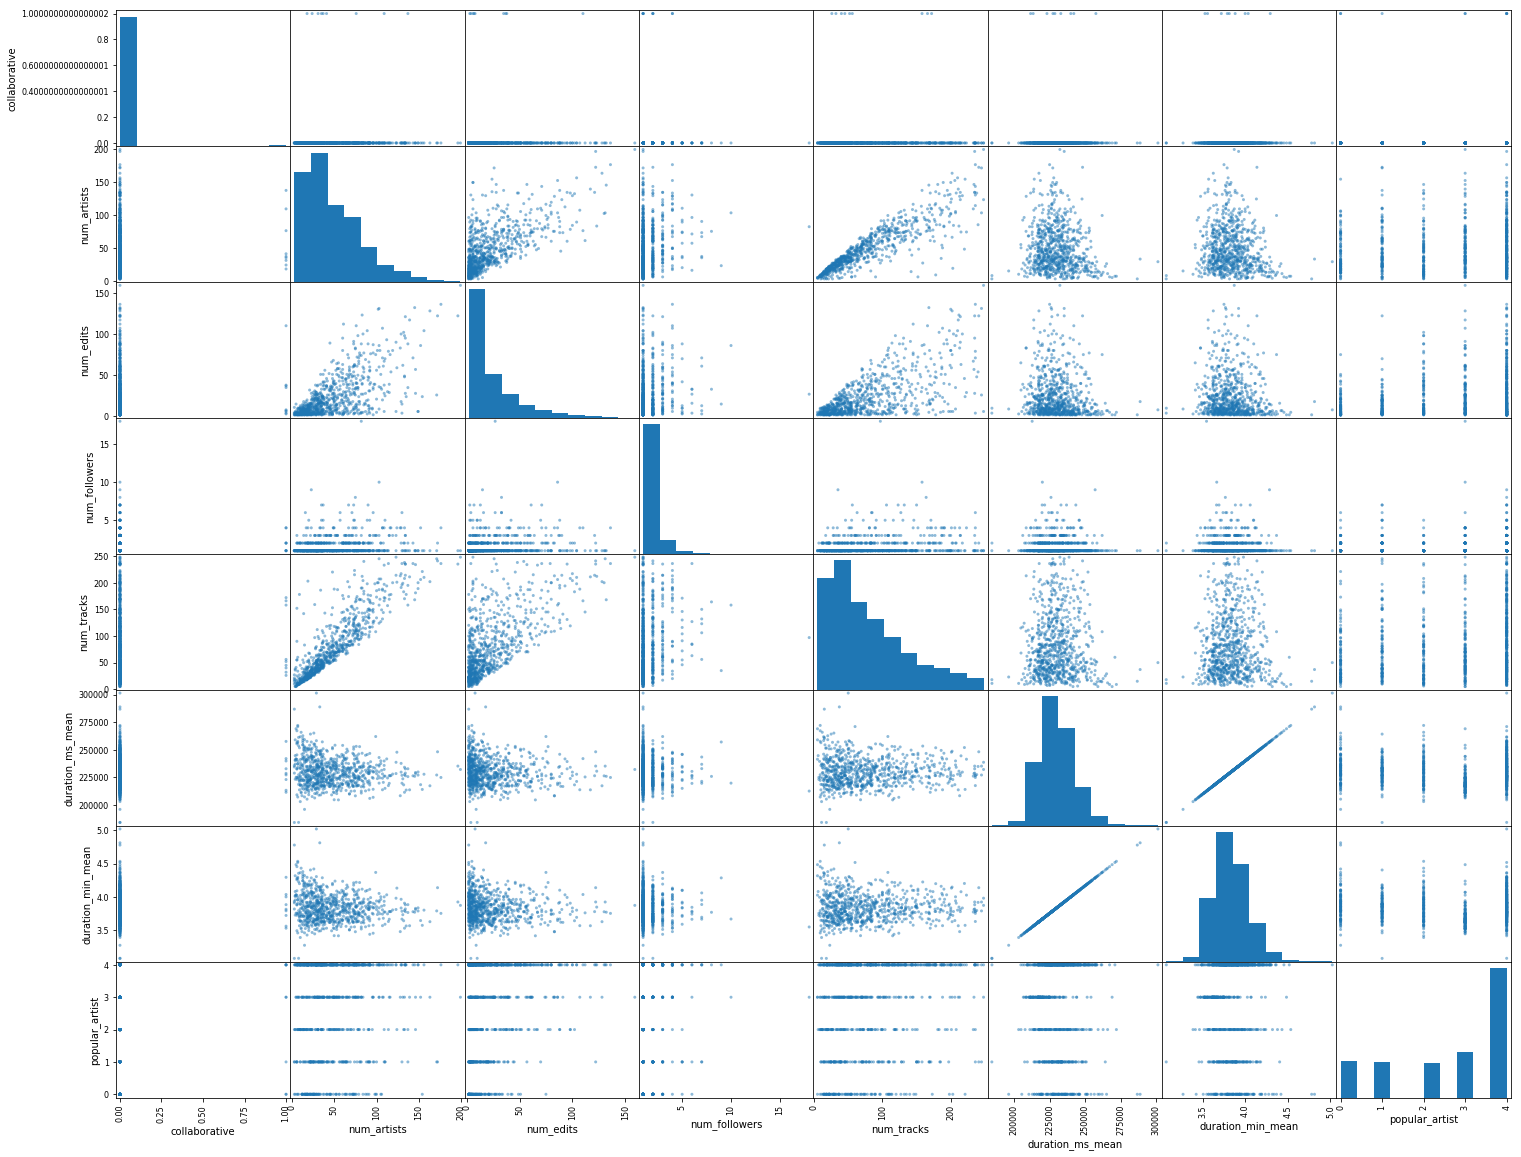 collaborative
1.0000000000000002
0.8
0.6000000000000001
0.4000000000000001
0.2
0.0
num_artists
200
150
100
50
0
num_edits
150
100
50
0
num_followers
15
10
5
num_tracks
250
200
150
100
50
0
duration_ms_mean
300000
275000
250000
225000
200000
duration_min_mean
5.0
4.5
4.0
3.5
popular_artist
4
3
2
1
0
0.00 0.25 0.50 0.75 1.00
collaborative
0 50 100 150 200
num_artists
0 50 100 150
num_edits
5 10 15
num_followers
0 100 200
num_tracks
200000 225000 250000 275000 300000
duration_ms_mean
3.5 4.0 4.5 5.0
duration_min_mean
0 1 2 3 4
popular_artist